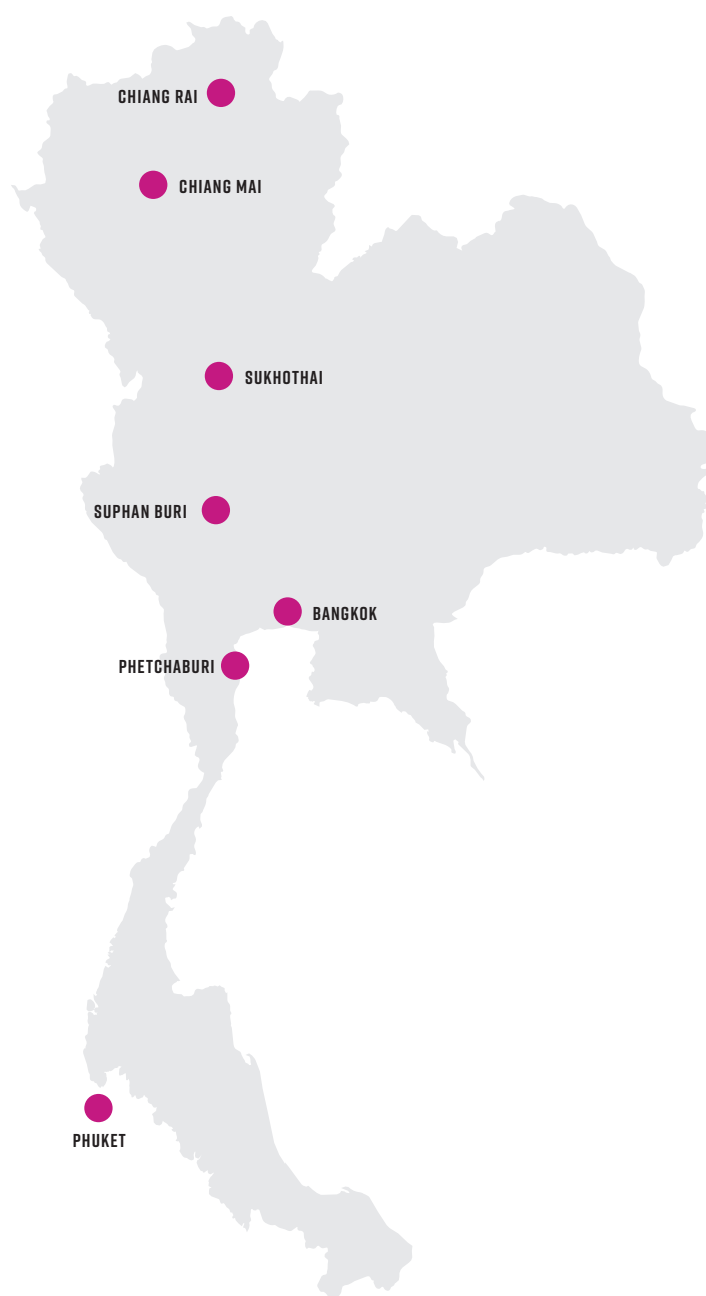 CHIANG RAI
CHIANG MAI
SUKHOTHAI
SUPHAN BURI
BANGKOK
PHETCHABURI
PHUKET